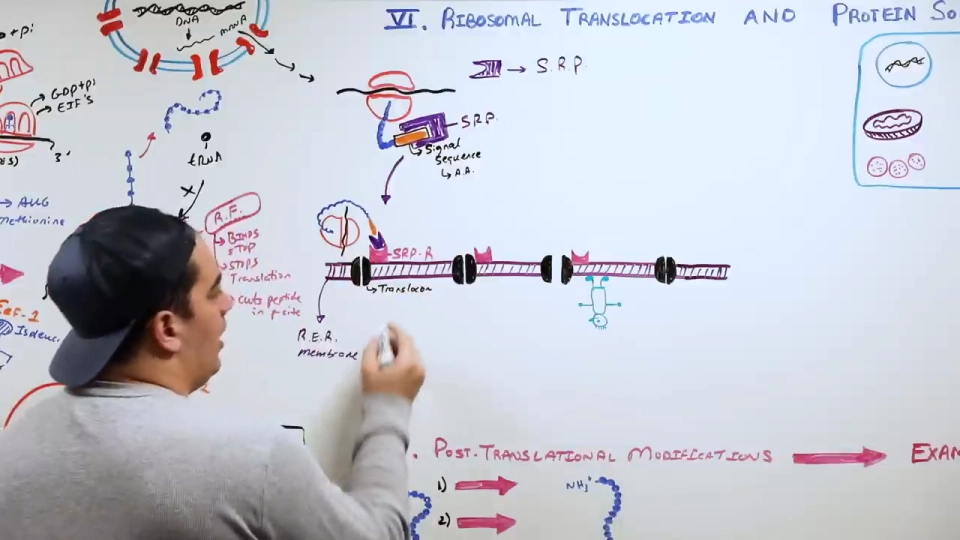 VI. RIBOSOMAL TRANSLOCATION AND PROTEIN SO
DNA
mRNA
→ S.R.P.
GDP+Pi
EIF'S
3'
tRNA
SRP
Signal
Sequence
↳ A.A.
→ AUG
Methionine
R.F.
BINDS
STOP
STOPS
Translation
cuts peptide
in p site
SRP-R
Translocon
R.E.R.
membrane
POST-TRANSLATIONAL MODIFICATIONS
EXAM
1)
NH3+
2)